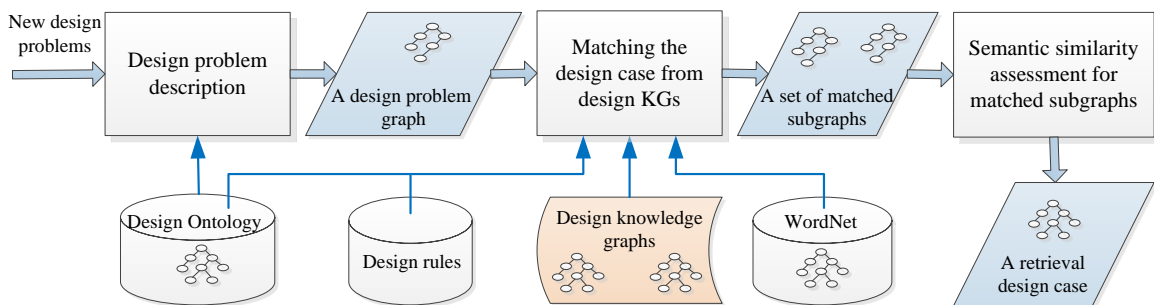 New design
problems
Design problem
description
A design problem
graph
Matching the
design case from
design KGs
A set of matched
subgraphs
Semantic similarity
assessment for
matched subgraphs
Design Ontology
Design rules
Design knowledge
graphs
WordNet
A retrieval
design case